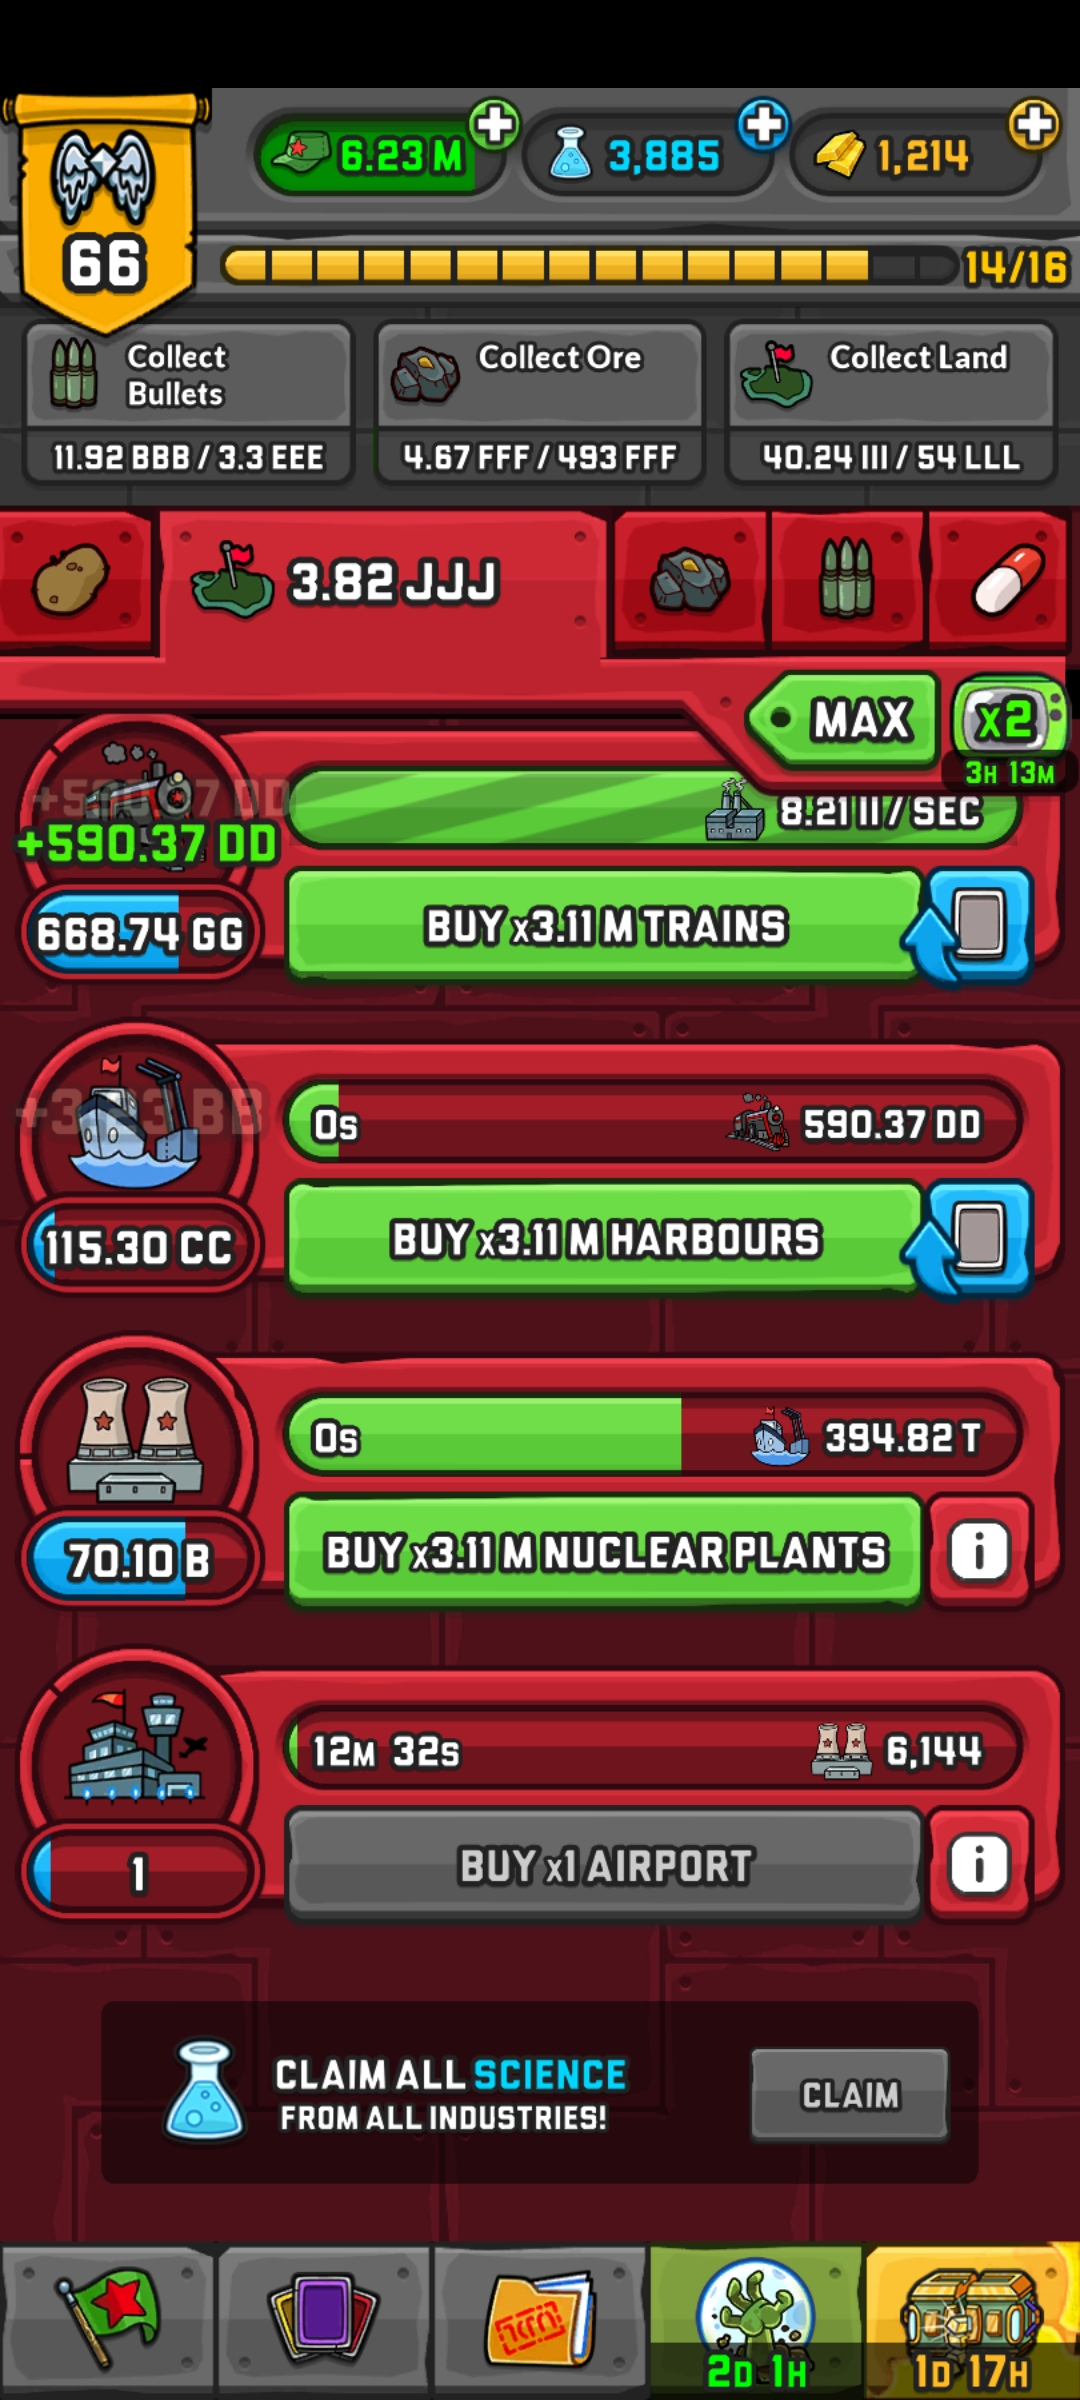 66
6.23 M
3,885
1,214
14/16
Collect
Bullets
11.92 BBB / 3.3 EEE
Collect Ore
4.67 FFF / 493 FFF
Collect Land
40.24 III / 54 LLL
3.82 JJJ
MAX
x2
3H 13M
+590.37 DD
8.21 II / SEC
668.74 GG
BUY x3.11 M TRAINS
0s
590.37 DD
115.30 CC
BUY x3.11 M HARBOURS
0s
394.82 T
70.10 B
BUY x3.11 M NUCLEAR PLANTS
i
12M 32S
6,144
1
BUY x1 AIRPORT
i
CLAIM ALL SCIENCE
FROM ALL INDUSTRIES!
CLAIM
2D 1H
1D 17H